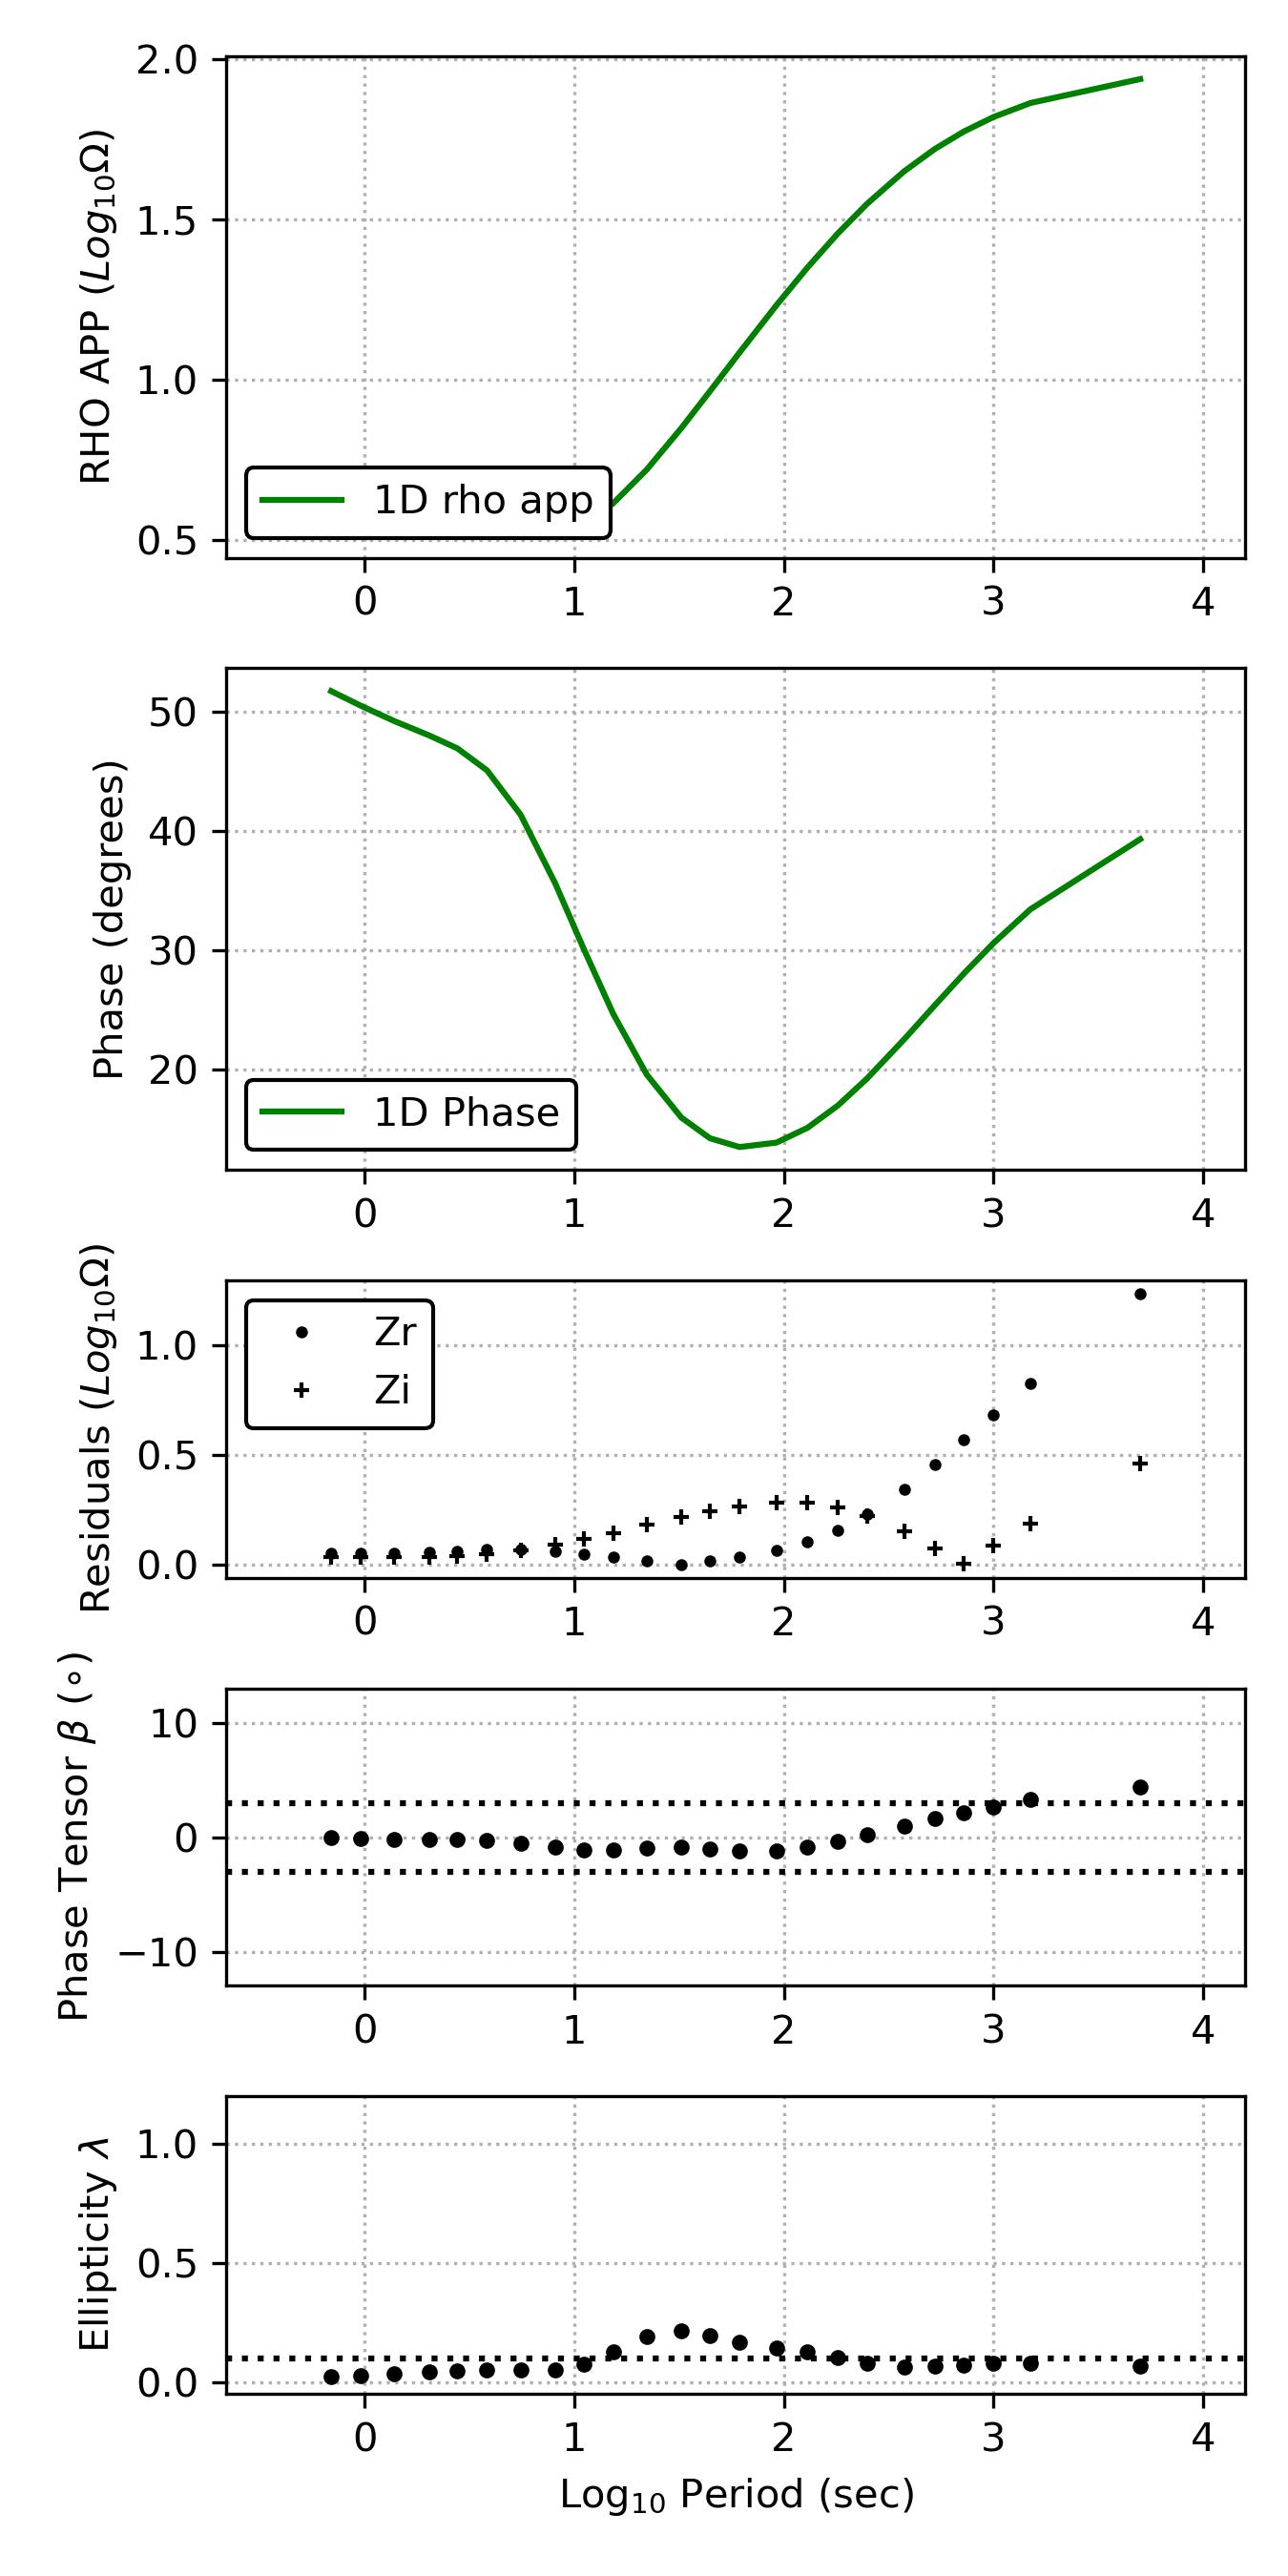 2.0
1.5
1.0
0.5
RHO APP (Log₁₀Ω)
1D rho app
0 1 2 3 4
50
40
30
20
Phase (degrees)
1D Phase
0 1 2 3 4
1.0
0.5
0.0
Residuals (Log₁₀Ω)
Zr
Zi
0 1 2 3 4
10
0
−10
Phase Tensor β (∘)
0 1 2 3 4
1.0
0.5
0.0
Ellipticity λ
0 1 2 3 4
Log₁₀ Period (sec)